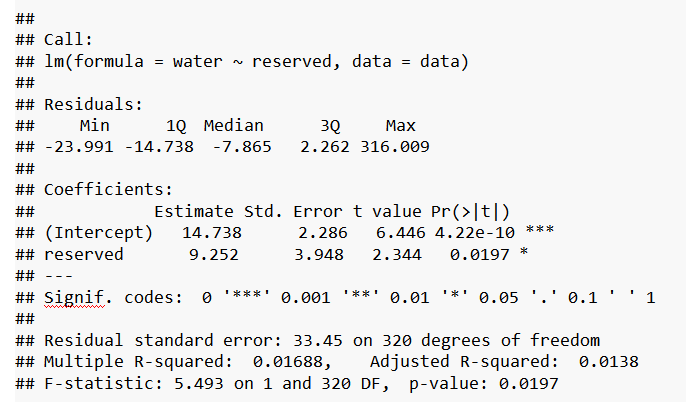 ##
## Call:
## lm(formula = water ~ reserved, data = data)
##
## Residuals:
##     Min      1Q  Median      3Q     Max
## -23.991 -14.738  -7.865   2.262 316.009
##
## Coefficients:
##             Estimate Std. Error t value Pr(>|t|)
## (Intercept)   14.738      2.286   6.446 4.22e-10 ***
## reserved       9.252      3.948   2.344   0.0197 *
## ---
## Signif. codes:  0 '***' 0.001 '**' 0.01 '*' 0.05 '.' 0.1 ' ' 1
##
## Residual standard error: 33.45 on 320 degrees of freedom
## Multiple R-squared:  0.01688,    Adjusted R-squared:  0.0138
## F-statistic: 5.493 on 1 and 320 DF,  p-value: 0.0197